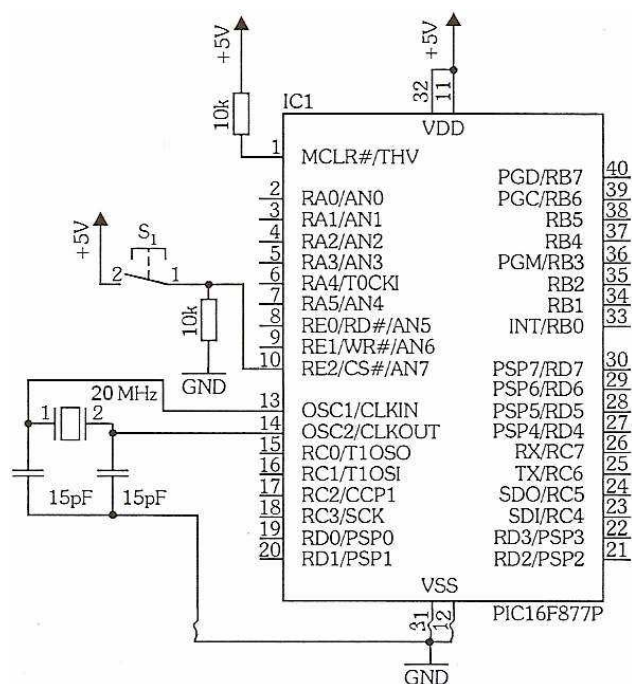 +5V
+5V
10k
IC1
32
11
VDD
1
MCLR#/THV
2
RA0/AN0
3
RA1/AN1
4
RA2/AN2
5
RA3/AN3
6
RA4/T0CKI
7
RA5/AN4
8
RE0/RD#/AN5
9
RE1/WR#/AN6
10
RE2/CS#/AN7
13
OSC1/CLKIN
14
OSC2/CLKOUT
15
RC0/T1OSO
16
RC1/T1OSI
17
RC2/CCP1
18
RC3/SCK
19
RD0/PSP0
20
RD1/PSP1
PGD/RB7
40
PGC/RB6
39
RB5
38
RB4
37
PGM/RB3
36
RB2
35
RB1
34
INT/RB0
33
PSP7/RD7
30
PSP6/RD6
29
PSP5/RD5
28
PSP4/RD4
27
RX/RC7
26
TX/RC6
25
SDO/RC5
24
SDI/RC4
23
RD3/PSP3
22
RD2/PSP2
21
+5V
S1
2
1
10k
GND
20 MHz
1
2
15pF
15pF
VSS
31
12
PIC16F877P
GND